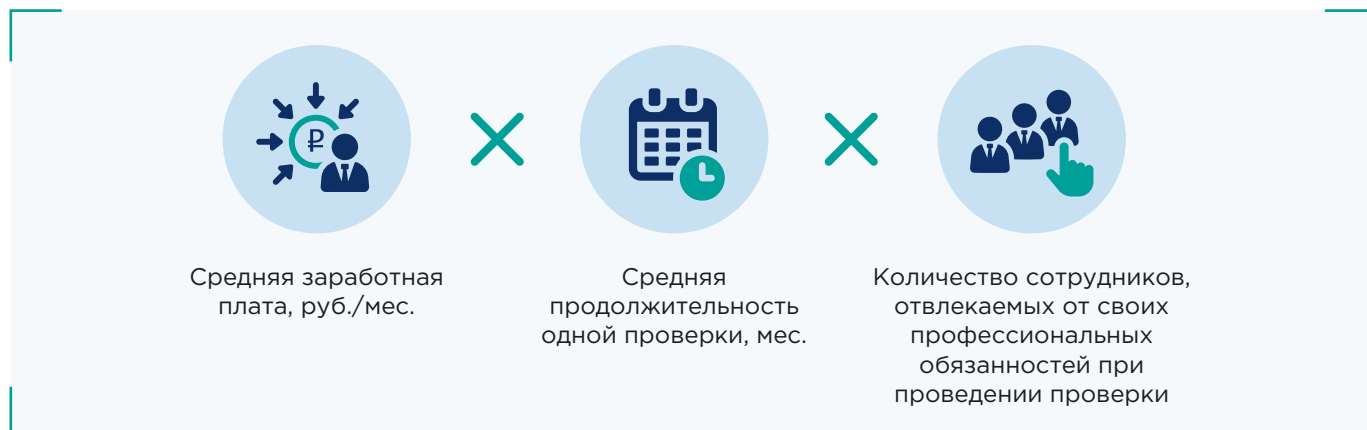 ₽
Средняя заработная
плата, руб./мес.
Средняя
продолжительность
одной проверки, мес.
Количество сотрудников,
отвлекаемых от своих
профессиональных
обязанностей при
проведении проверки